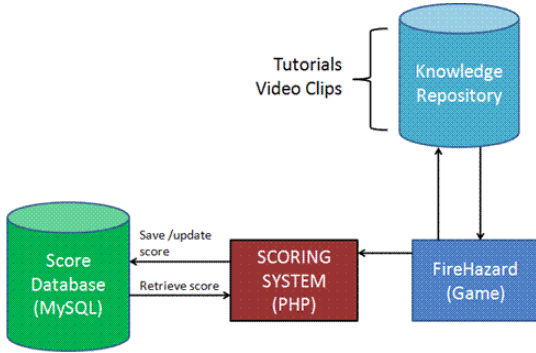 Tutorials
Video Clips
Knowledge
Repository
Score
Database
(MySQL)
Save /update
score
Retrieve score
SCORING
SYSTEM
(PHP)
FireHazard
(Game)